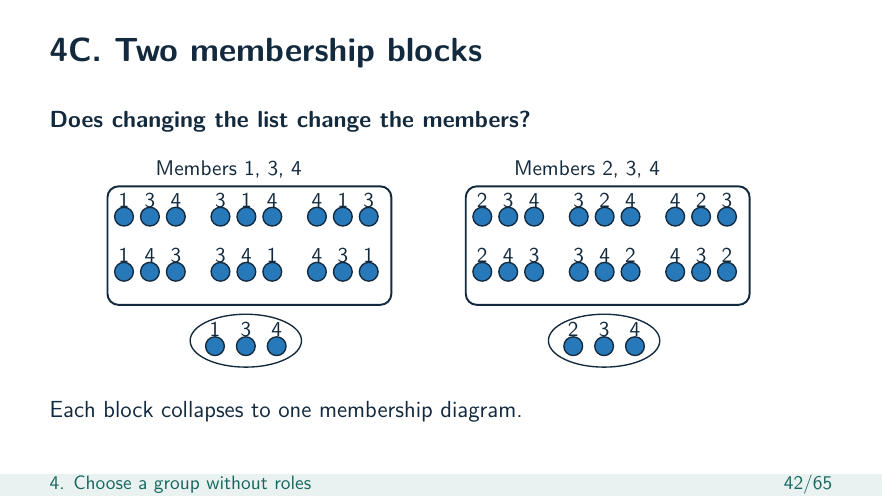 4C. Two membership blocks
Does changing the list change the members?
Members 1, 3, 4
1 3 4 3 1 4 4 1 3
1 4 3 3 4 1 4 3 1
1 3 4
Members 2, 3, 4
2 3 4 3 2 4 4 2 3
2 4 3 3 4 2 4 3 2
2 3 4
Each block collapses to one membership diagram.
4. Choose a group without roles
42/65